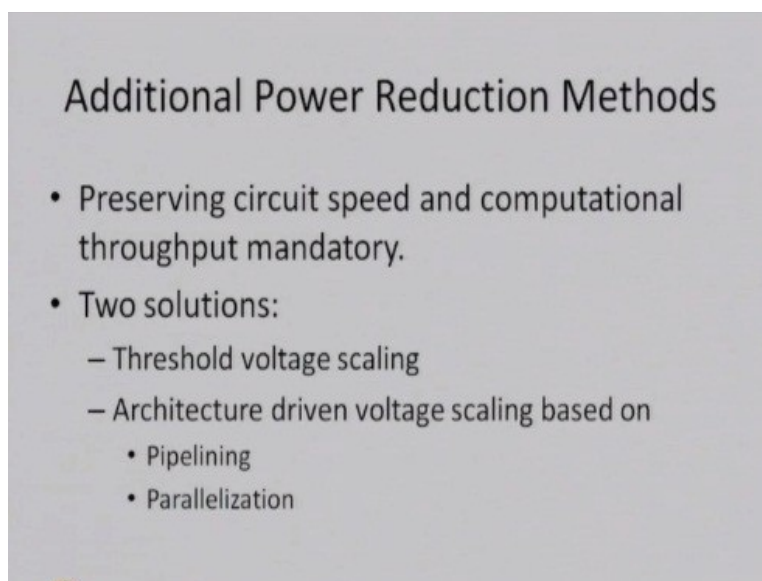 Additional Power Reduction Methods
• Preserving circuit speed and computational
throughput mandatory.
• Two solutions:
– Threshold voltage scaling
– Architecture driven voltage scaling based on
• Pipelining
• Parallelization